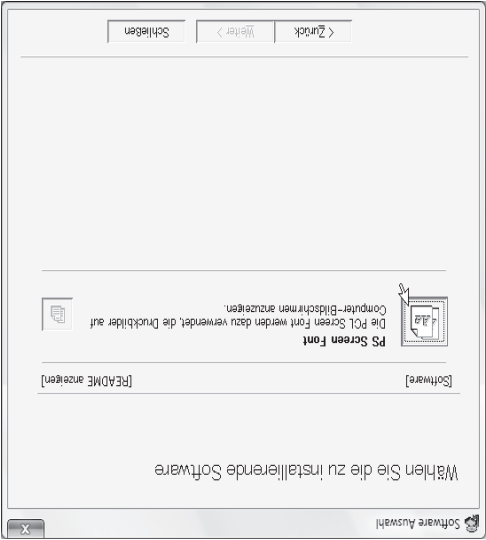 Software Auswahl
Wählen Sie die zu installierende Software
[Software] [README anzeigen]
PS Screen Font
Die PCL Screen Font werden dazu verwendet, die Druckbilder auf
Computer-Bildschirmen anzuzeigen.
< Zurück Weiter > Schließen